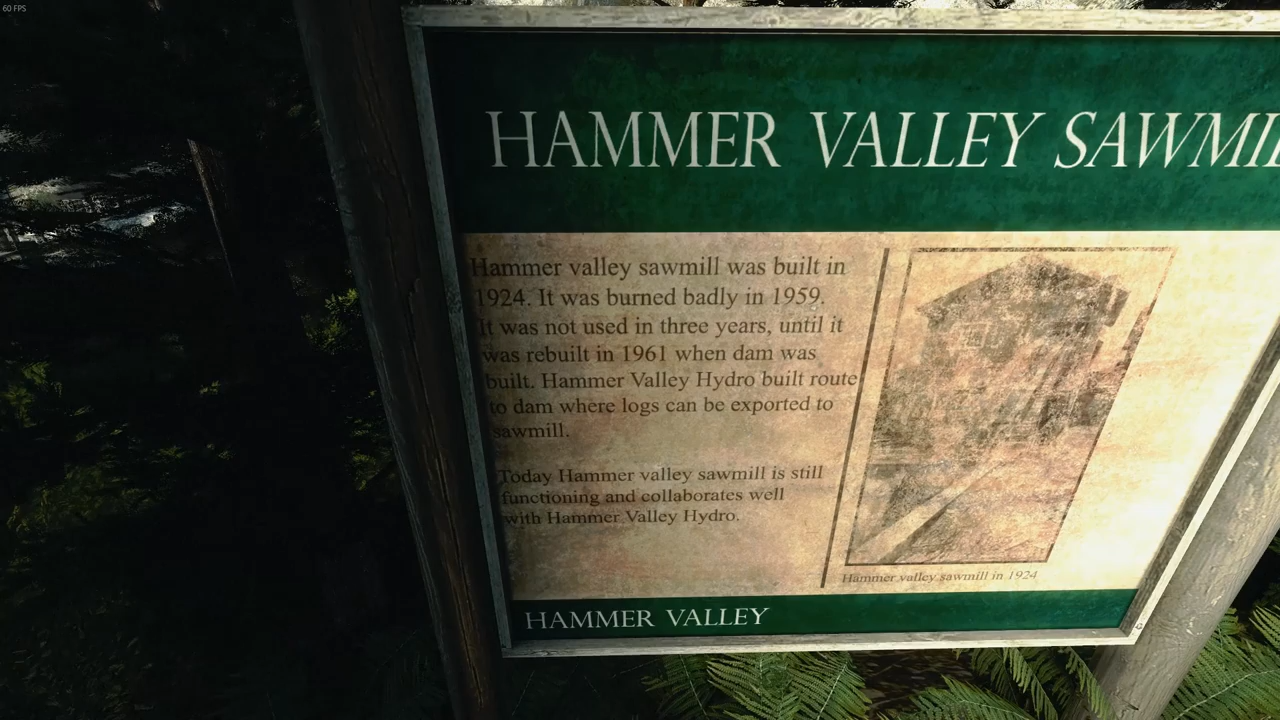 60 FPS
HAMMER VALLEY
Hammer valley sawmill was built in
1924. It was burned badly in 1959.
It was not used in three years, until it
was rebuilt in 1961 when dam was
built. Hammer Valley Hydro built route
to dam where logs can be exported to
sawmill.
Today Hammer valley sawmill is still
functioning and collaborates well
with Hammer Valley Hydro.
Hammer valley sawmill in 1924
HAMMER VALLEY